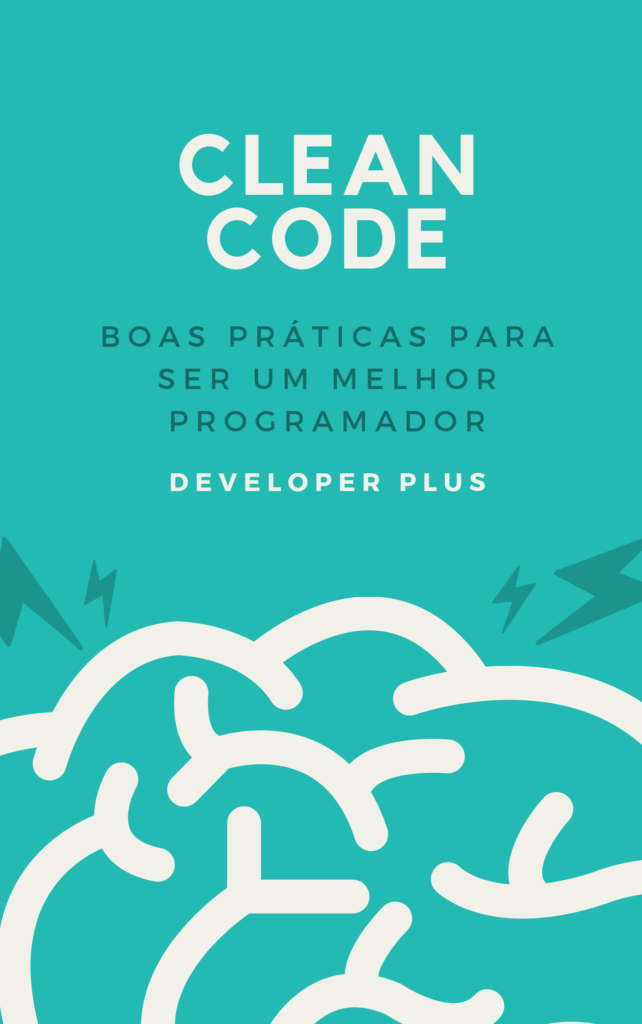 CLEAN
CODE
BOAS PRÁTICAS PARA
SER UM MELHOR
PROGRAMADOR
DEVELOPER PLUS